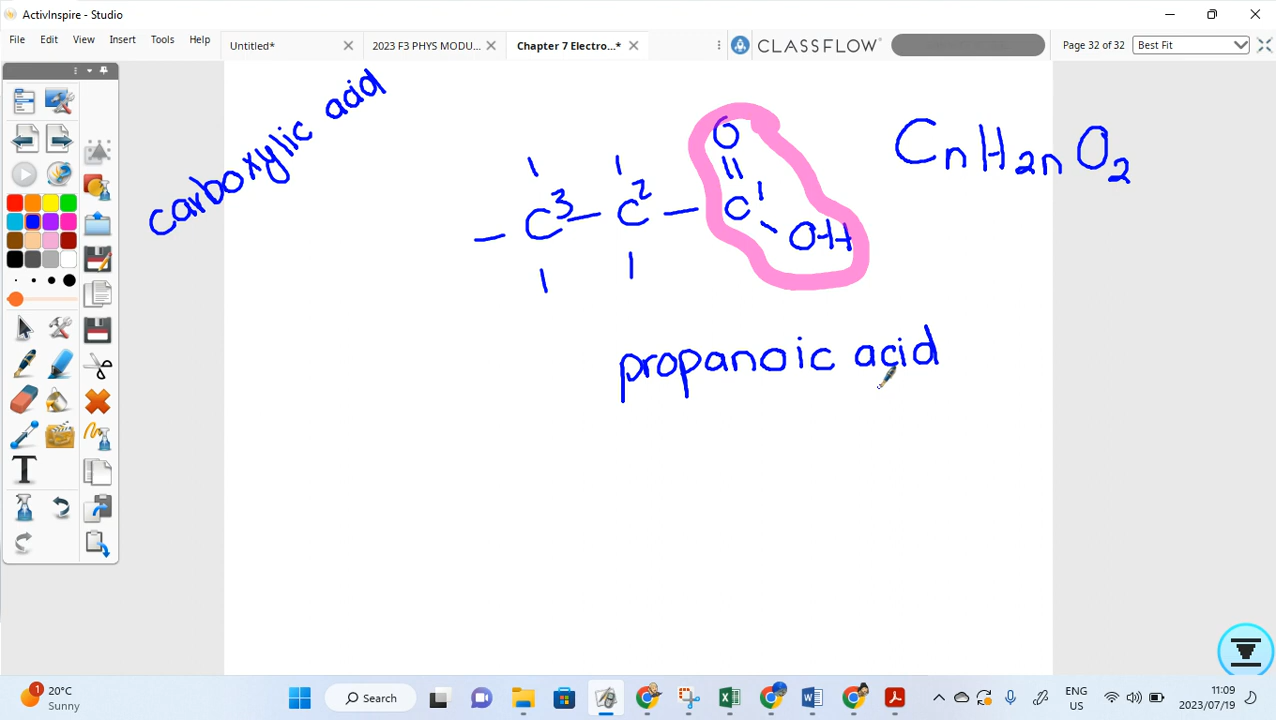 ActivInspire - Studio
File Edit View Insert Tools Help
Untitled*
2023 F3 PHYS MODU...
Chapter 7 Electro...*
CLASSFLOW
Page 32 of 32
Best Fit
carboxylic acid
O
C3 C2 C1
OH
CnH2nO2
propanoic acid
T
1
20°C
Sunny
Search
ENG
US
11:09
2023/07/19